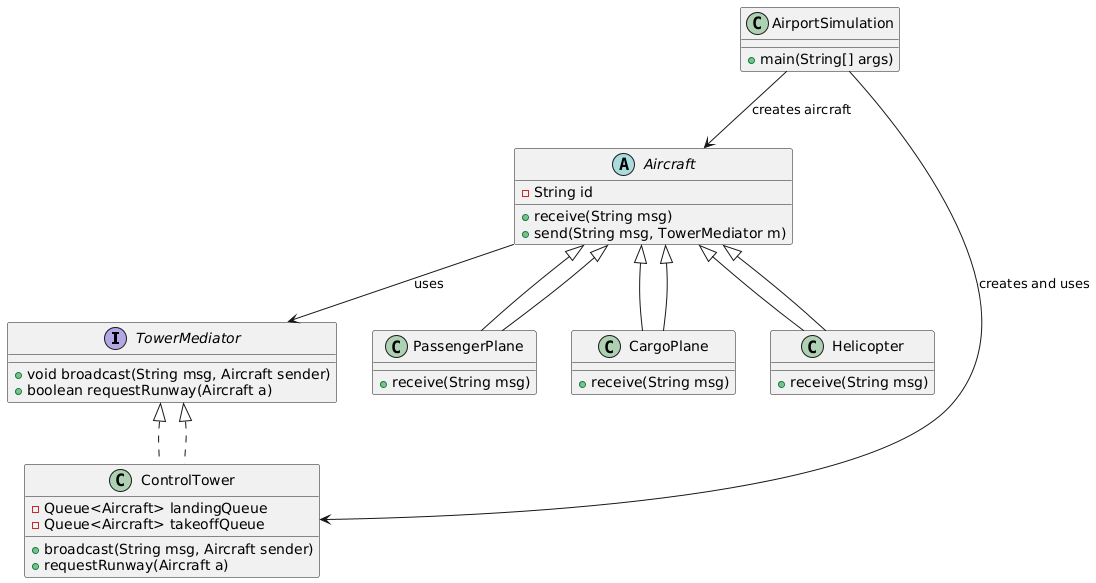 C AirportSimulation
main(String[] args)
creates aircraft
A Aircraft
String id
receive(String msg)
send(String msg, TowerMediator m)
uses
creates and uses
I TowerMediator
void broadcast(String msg, Aircraft sender)
boolean requestRunway(Aircraft a)
C PassengerPlane
receive(String msg)
C CargoPlane
receive(String msg)
C Helicopter
receive(String msg)
C ControlTower
Queue<Aircraft> landingQueue
Queue<Aircraft> takeoffQueue
broadcast(String msg, Aircraft sender)
requestRunway(Aircraft a)